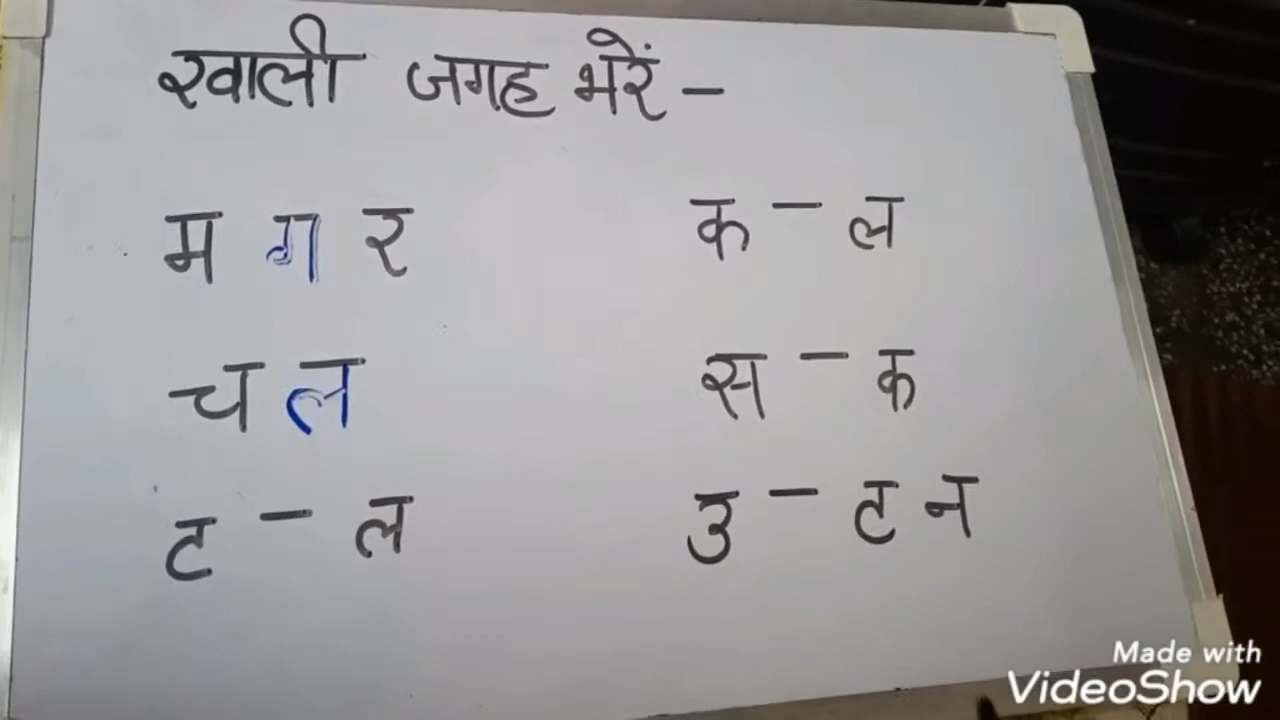 खाली जगह भरें -
म ग र क - ल
च ल स - क
ट - ल उ - ट न
Made with
VideoShow